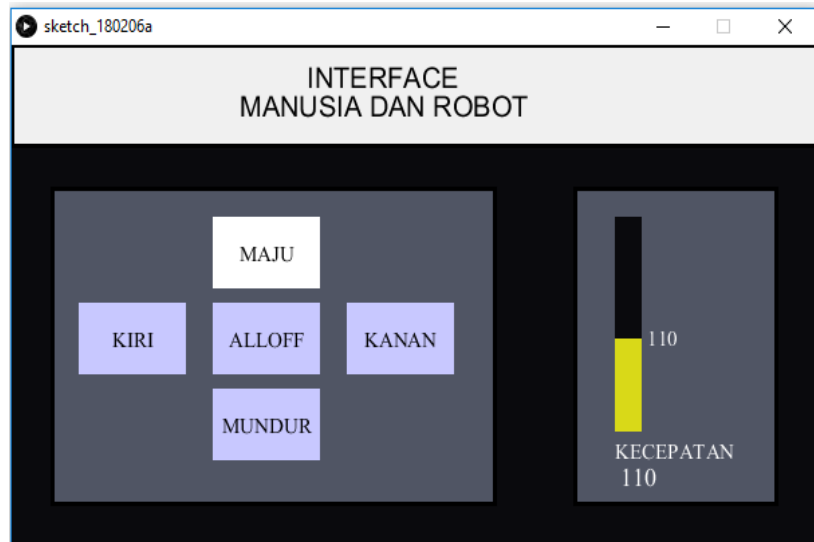 sketch_180206a
INTERFACE
MANUSIA DAN ROBOT
MAJU
KIRI
ALLOFF
KANAN
MUNDUR
110
KECEPATAN
110